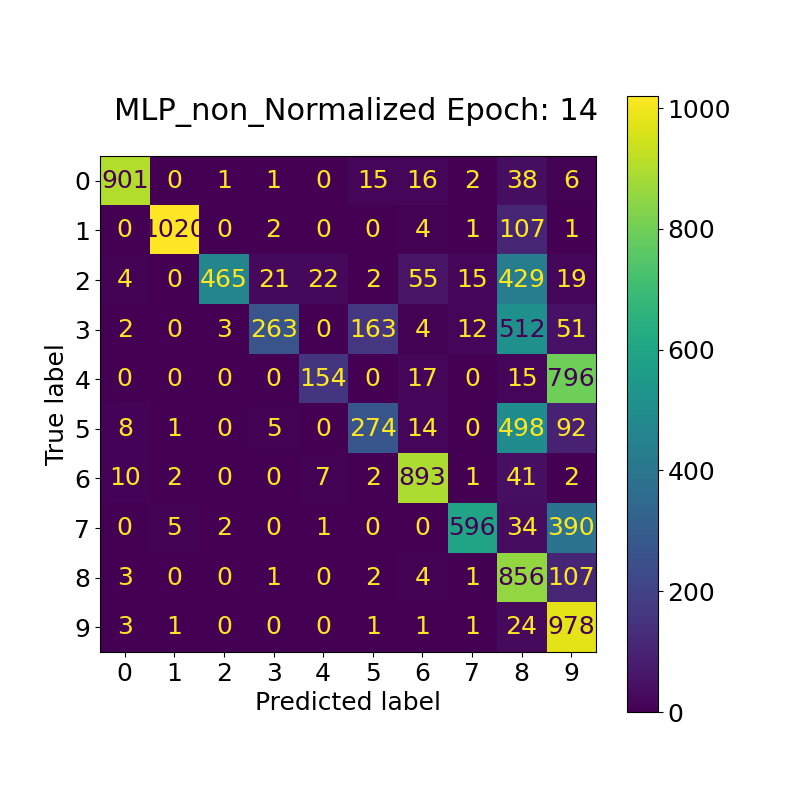 MLP_non_Normalized Epoch: 14
0 901 0 1 1 0 15 16 2 38 6
1 0 1020 0 2 0 0 4 1 107 1
2 4 0 465 21 22 2 55 15 429 19
3 2 0 3 263 0 163 4 12 512 51
4 0 0 0 0 154 0 17 0 15 796
5 8 1 0 5 0 274 14 0 498 92
6 10 2 0 0 7 2 893 1 41 2
7 0 5 2 0 1 0 0 596 34 390
8 3 0 0 1 0 2 4 1 856 107
9 3 1 0 0 0 1 1 1 24 978
0 1 2 3 4 5 6 7 8 9
Predicted label
True label
1000
800
600
400
200
0